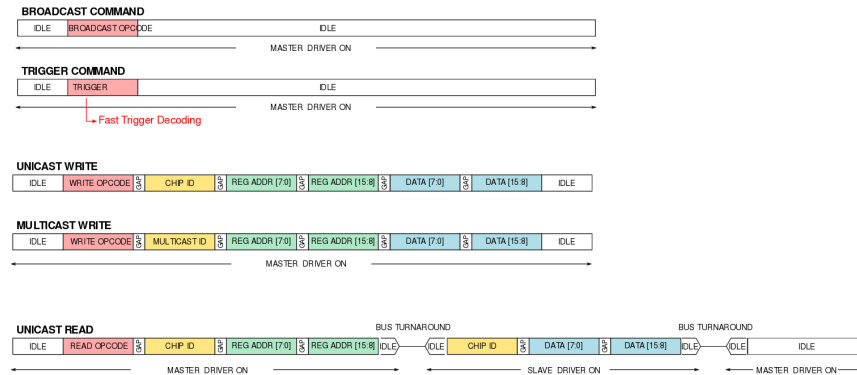 BROADCAST COMMAND
IDLE BROADCAST OPCODE IDLE
MASTER DRIVER ON
TRIGGER COMMAND
IDLE TRIGGER IDLE
MASTER DRIVER ON
Fast Trigger Decoding
UNICAST WRITE
IDLE WRITE OPCODE GAP CHIP ID GAP REG ADDR [7:0] GAP REG ADDR [15:8] GAP DATA [7:0] GAP DATA [15:8] IDLE
MULTICAST WRITE
IDLE WRITE OPCODE GAP MULTICAST ID GAP REG ADDR [7:0] GAP REG ADDR [15:8] GAP DATA [7:0] GAP DATA [15:8] IDLE
MASTER DRIVER ON
BUS TURNAROUND BUS TURNAROUND
UNICAST READ
IDLE READ OPCODE GAP CHIP ID GAP REG ADDR [7:0] GAP REG ADDR [15:8] IDLE IDLE CHIP ID GAP DATA [7:0] GAP DATA [15:8] IDLE IDLE IDLE
MASTER DRIVER ON SLAVE DRIVER ON MASTER DRIVER ON